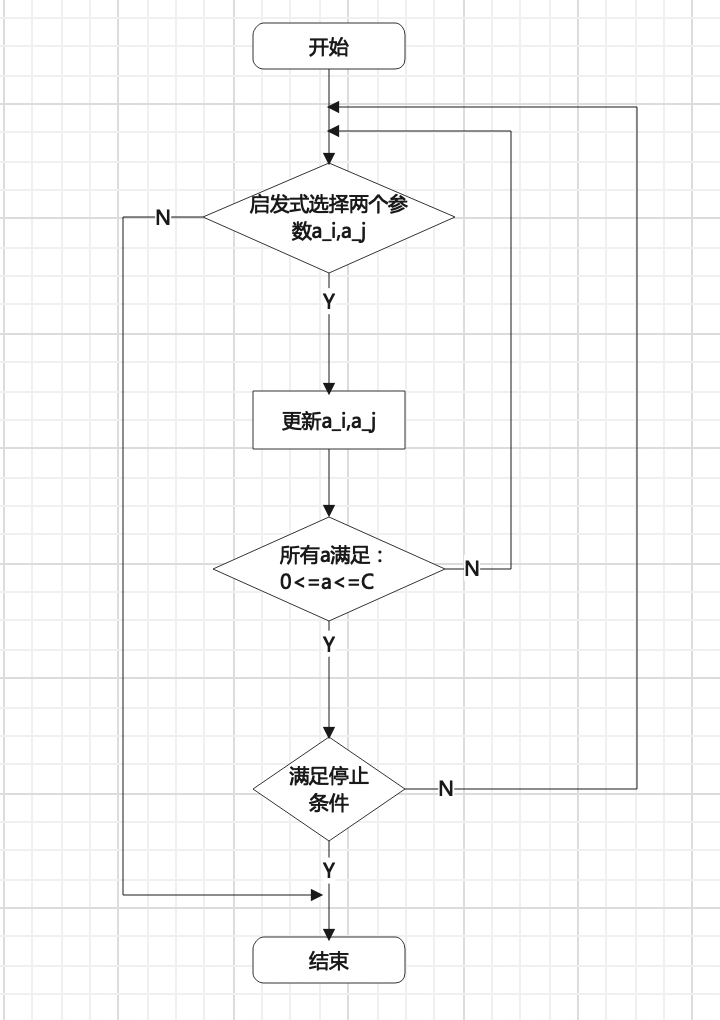 开始
启发式选择两个参
数a_i,a_j
N
Y
更新a_i,a_j
所有a满足：
0<=a<=C
N
Y
满足停止
条件
N
Y
结束